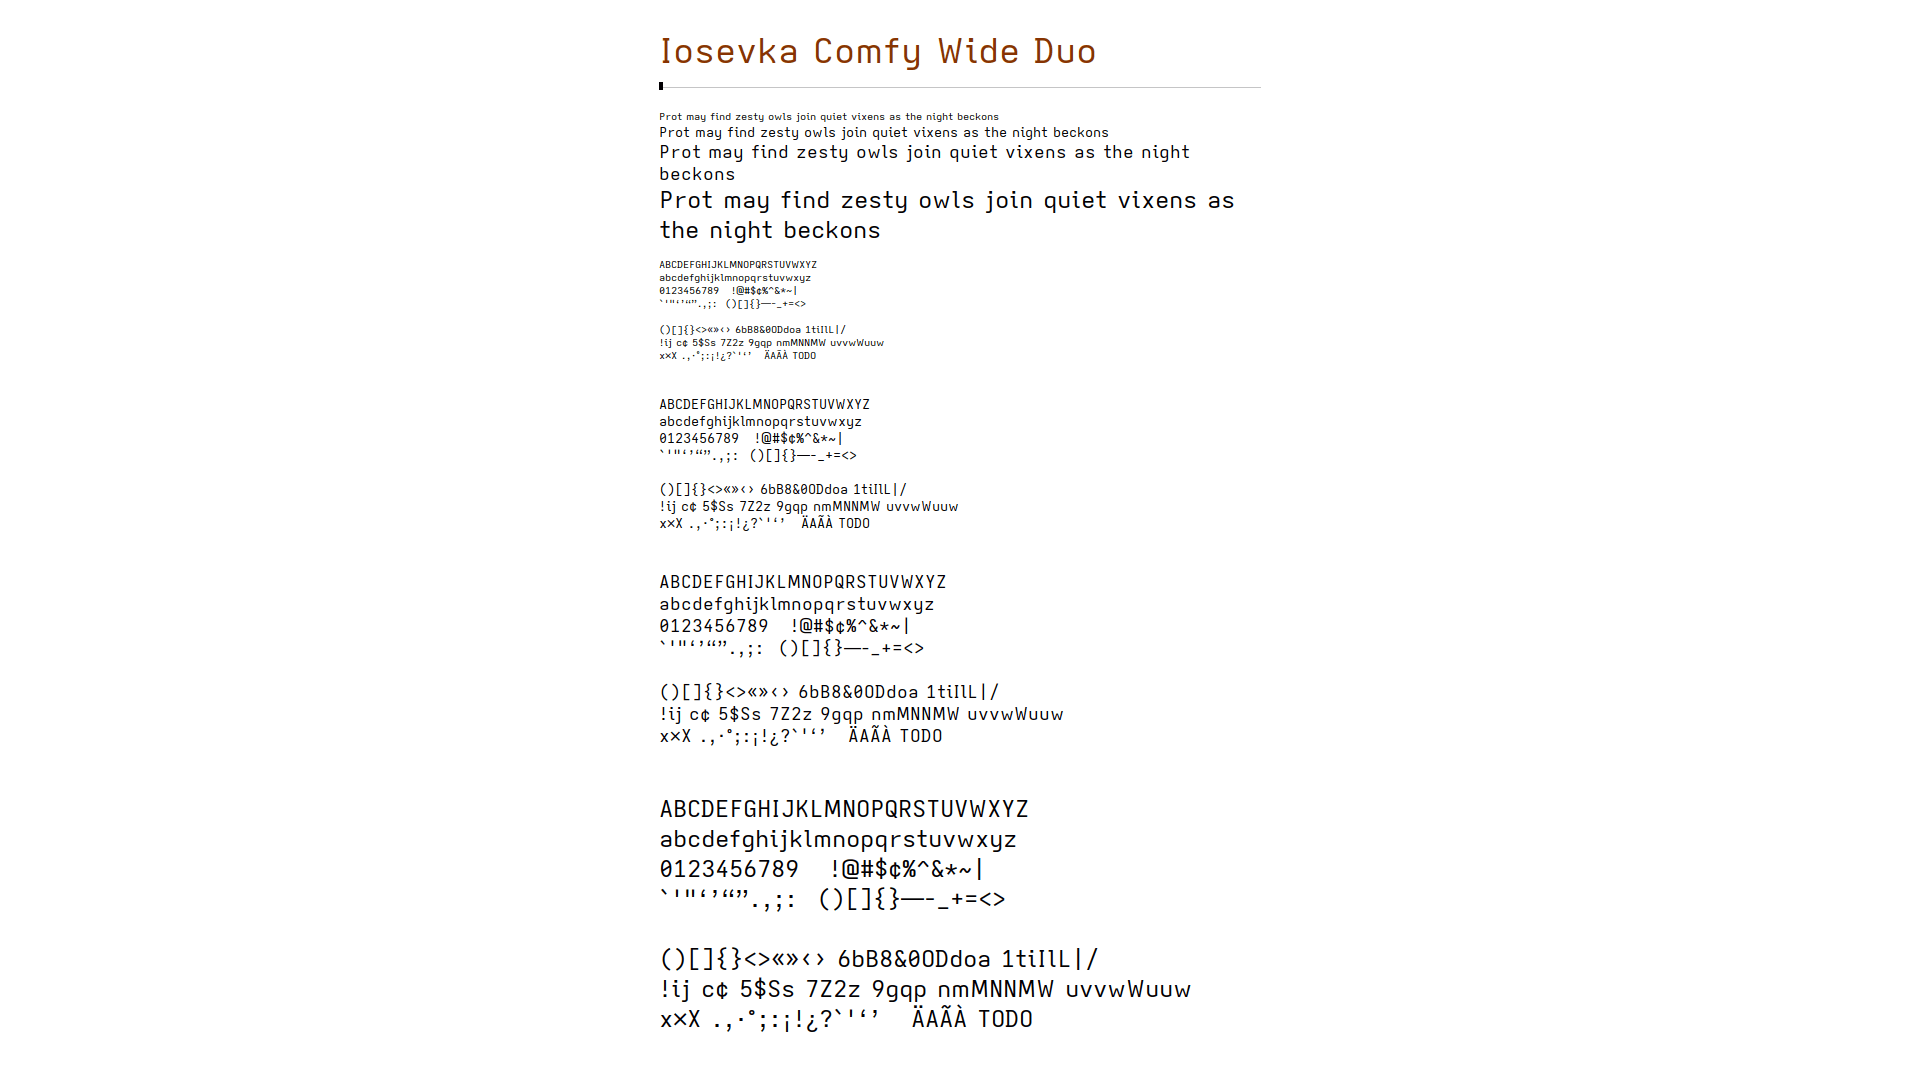 Iosevka Comfy Wide Duo
Prot may find zesty owls join quiet vixens as the night beckons
Prot may find zesty owls join quiet vixens as the night beckons
Prot may find zesty owls join quiet vixens as the night
beckons
Prot may find zesty owls join quiet vixens as
the night beckons
ABCDEFGHIJKLMNOPQRSTUVWXYZ
abcdefghijklmnopqrstuvwxyz
0123456789  !@#$¢%^&*~|
`'"‘’“”.,;:  ()[]{}—-_+=<>
()[]{}<>«»‹› 6bB8&0ODdoa 1tiIlL|/
!ij c¢ 5$Ss 7Z2z 9gqp nmMNNMW uvvwWuuw
x×X .,·°;:¡!¿?`'‘’  ÄAÃÀ TODO
ABCDEFGHIJKLMNOPQRSTUVWXYZ
abcdefghijklmnopqrstuvwxyz
0123456789  !@#$¢%^&*~|
`'"‘’“”.,;:  ()[]{}—-_+=<>
()[]{}<>«»‹› 6bB8&0ODdoa 1tiIlL|/
!ij c¢ 5$Ss 7Z2z 9gqp nmMNNMW uvvwWuuw
x×X .,·°;:¡!¿?`'‘’  ÄAÃÀ TODO
ABCDEFGHIJKLMNOPQRSTUVWXYZ
abcdefghijklmnopqrstuvwxyz
0123456789  !@#$¢%^&*~|
`'"‘’“”.,;:  ()[]{}—-_+=<>
()[]{}<>«»‹› 6bB8&0ODdoa 1tiIlL|/
!ij c¢ 5$Ss 7Z2z 9gqp nmMNNMW uvvwWuuw
x×X .,·°;:¡!¿?`'‘’  ÄAÃÀ TODO
ABCDEFGHIJKLMNOPQRSTUVWXYZ
abcdefghijklmnopqrstuvwxyz
0123456789  !@#$¢%^&*~|
`'"‘’“”.,;:  ()[]{}—-_+=<>
()[]{}<>«»‹› 6bB8&0ODdoa 1tiIlL|/
!ij c¢ 5$Ss 7Z2z 9gqp nmMNNMW uvvwWuuw
x×X .,·°;:¡!¿?`'‘’  ÄAÃÀ TODO